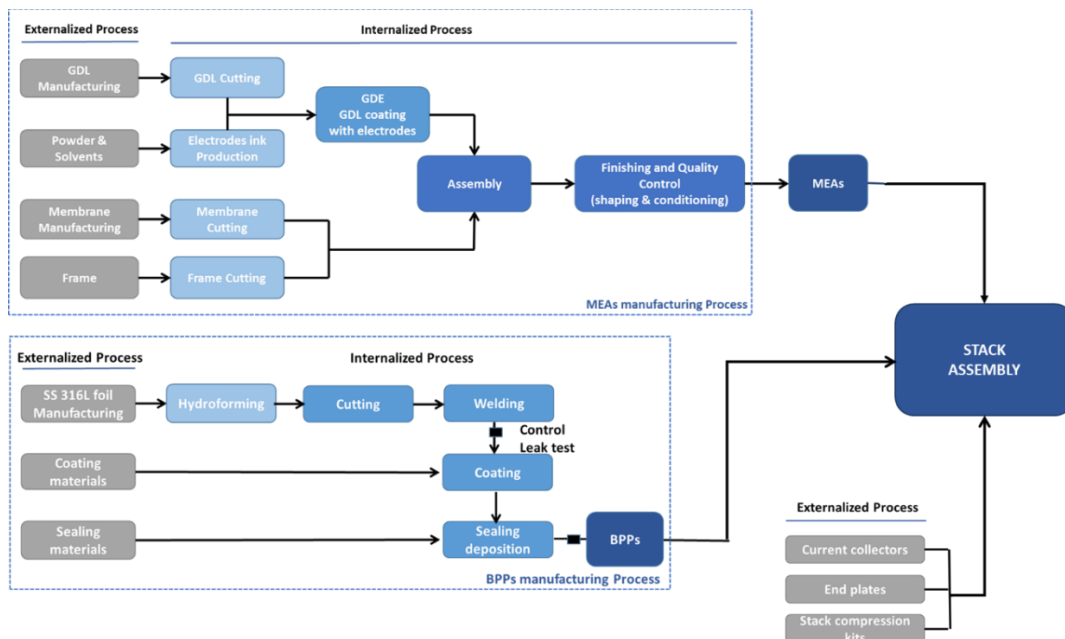 Externalized Process
Internalized Process
GDL
Manufacturing
GDL Cutting
GDE
GDL coating
with electrodes
Powder &
Solvents
Electrodes ink
Production
Assembly
Finishing and Quality
Control
(shaping & conditioning)
MEAs
Membrane
Manufacturing
Membrane
Cutting
Frame
Frame Cutting
MEAs manufacturing Process
Externalized Process
Internalized Process
SS 316L foil
Manufacturing
Hydroforming
Cutting
Welding
Control
Leak test
Coating
materials
Coating
Sealing
materials
Sealing
deposition
BPPs
BPPs manufacturing Process
STACK
ASSEMBLY
Externalized Process
Current collectors
End plates
Stack compression
kits